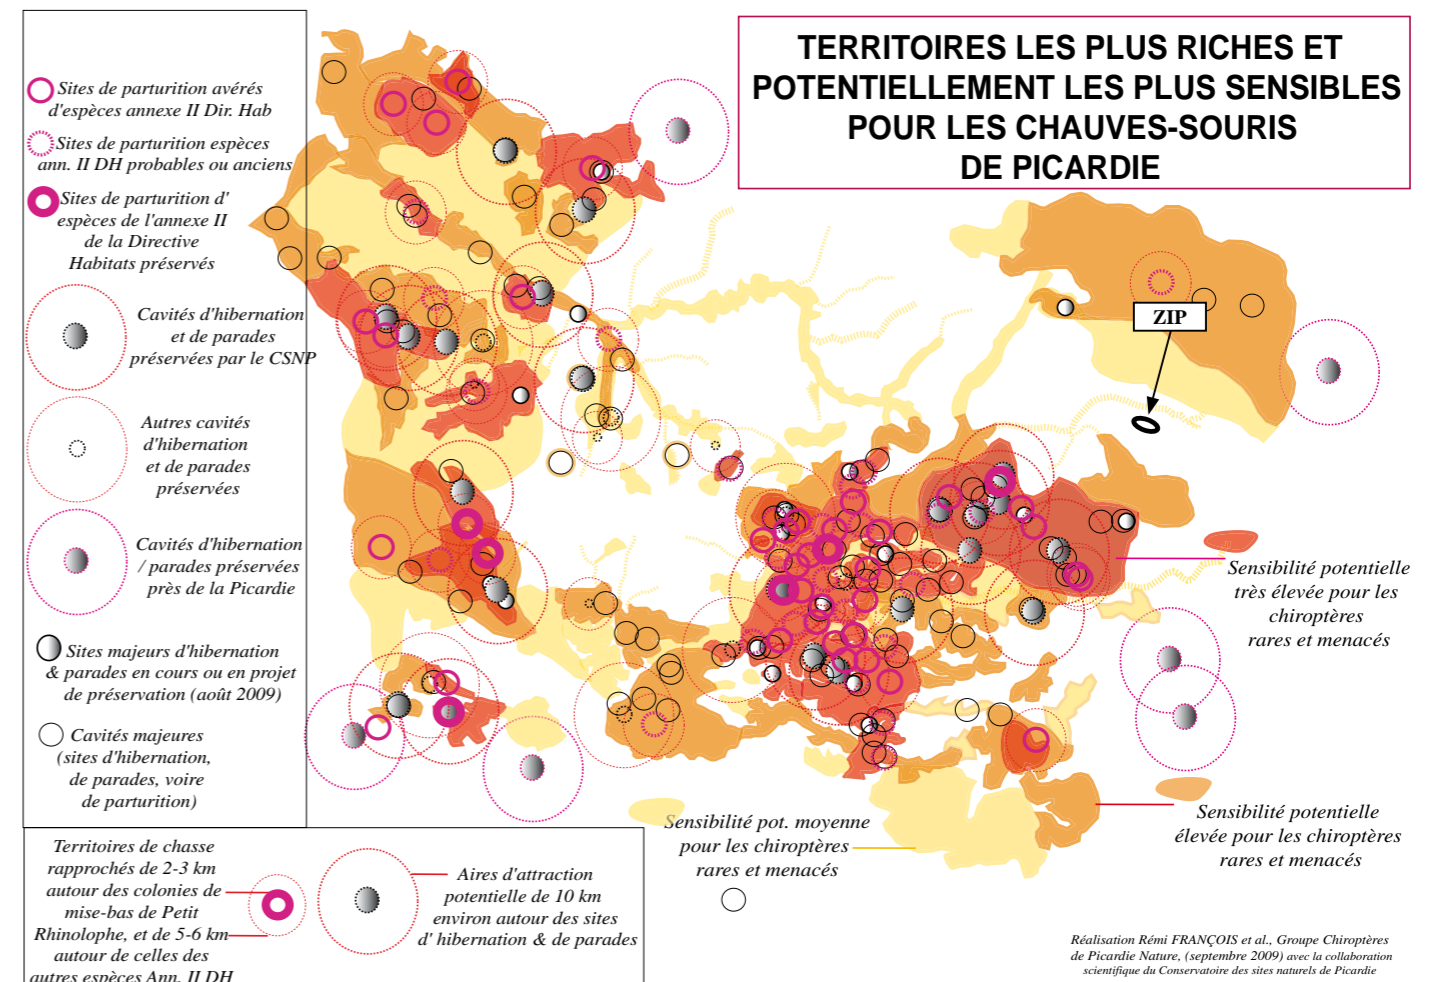 TERRITOIRES LES PLUS RICHES ET
POTENTIELLEMENT LES PLUS SENSIBLES
POUR LES CHAUVES-SOURIS
DE PICARDIE
Sites de parturition avérés
d'espèces annexe II Dir. Hab
Sites de parturition espèces
ann. II DH probables ou anciens
Sites de parturition d'
espèces de l'annexe II
de la Directive
Habitats préservés
Cavités d'hibernation
et de parades
préservées par le CSNP
Autres cavités
d'hibernation
et de parades
préservées
Cavités d'hibernation
/ parades préservées
près de la Picardie
Sites majeurs d'hibernation
& parades en cours ou en projet
de préservation (août 2009)
Cavités majeures
(sites d'hibernation,
de parades, voire
de parturition)
Territoires de chasse
rapprochés de 2-3 km
autour des colonies de
mise-bas de Petit
Rhinolophe, et de 5-6 km
autour de celles des
autres espèces Ann. II DH
Aires d'attraction
potentielle de 10 km
environ autour des sites
d' hibernation & de parades
ZIP
Sensibilité potentielle
très élevée pour les
chiroptères
rares et menacés
Sensibilité pot. moyenne
pour les chiroptères
rares et menacés
Sensibilité potentielle
élevée pour les chiroptères
rares et menacés
Réalisation Rémi FRANÇOIS et al., Groupe Chiroptères
de Picardie Nature, (septembre 2009) avec la collaboration
scientifique du Conservatoire des sites naturels de Picardie